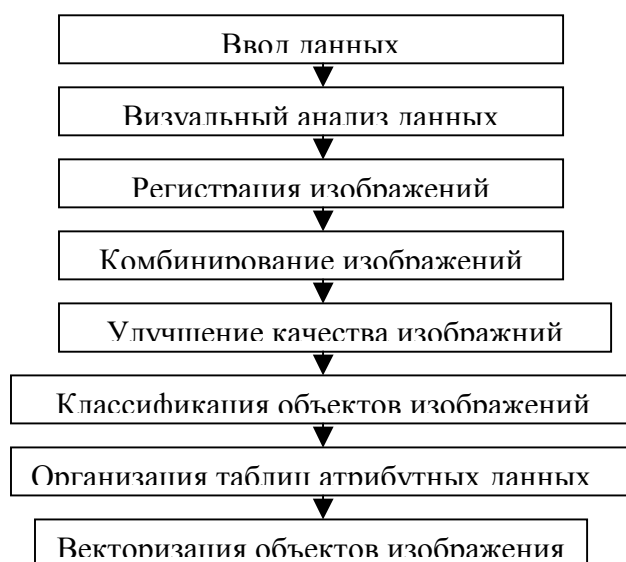 Ввод данных
Визуальный анализ данных
Регистрация изображений
Комбинирование изображений
Улучшение качества изображний
Классификация объектов изображений
Организация таблиц атрибутных данных
Векторизация объектов изображения